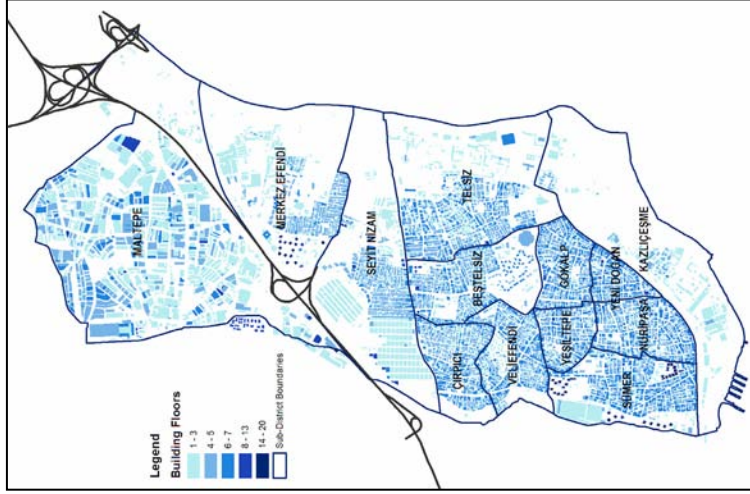 MALTEPE
MERKEZ EFENDİ
SEYİT NİZAM
TELSİZ
BEŞTELSİZ
ÇIRPICI
VELİEFENDİ
GÖKALP
YEŞİLTEPE
YENİ DOĞAN
KAZLIÇEŞME
NURİPAŞA
SÜMER
Legend
Building Floors
1 - 3
4 - 5
6 - 7
8 - 13
14 - 20
Sub-District Boundaries